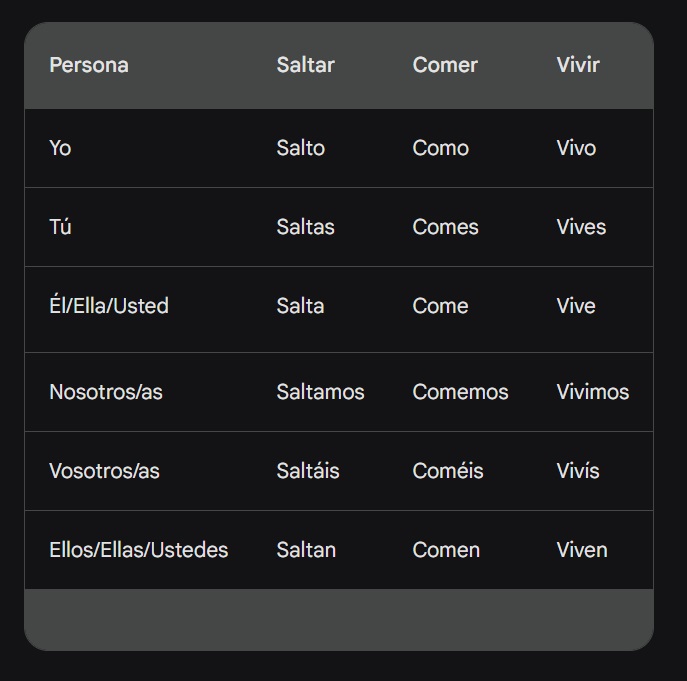 Persona Saltar Comer Vivir
Yo Salto Como Vivo
Tú Saltas Comes Vives
Él/Ella/Usted Salta Come Vive
Nosotros/as Saltamos Comemos Vivimos
Vosotros/as Saltáis Coméis Vivís
Ellos/Ellas/Ustedes Saltan Comen Viven